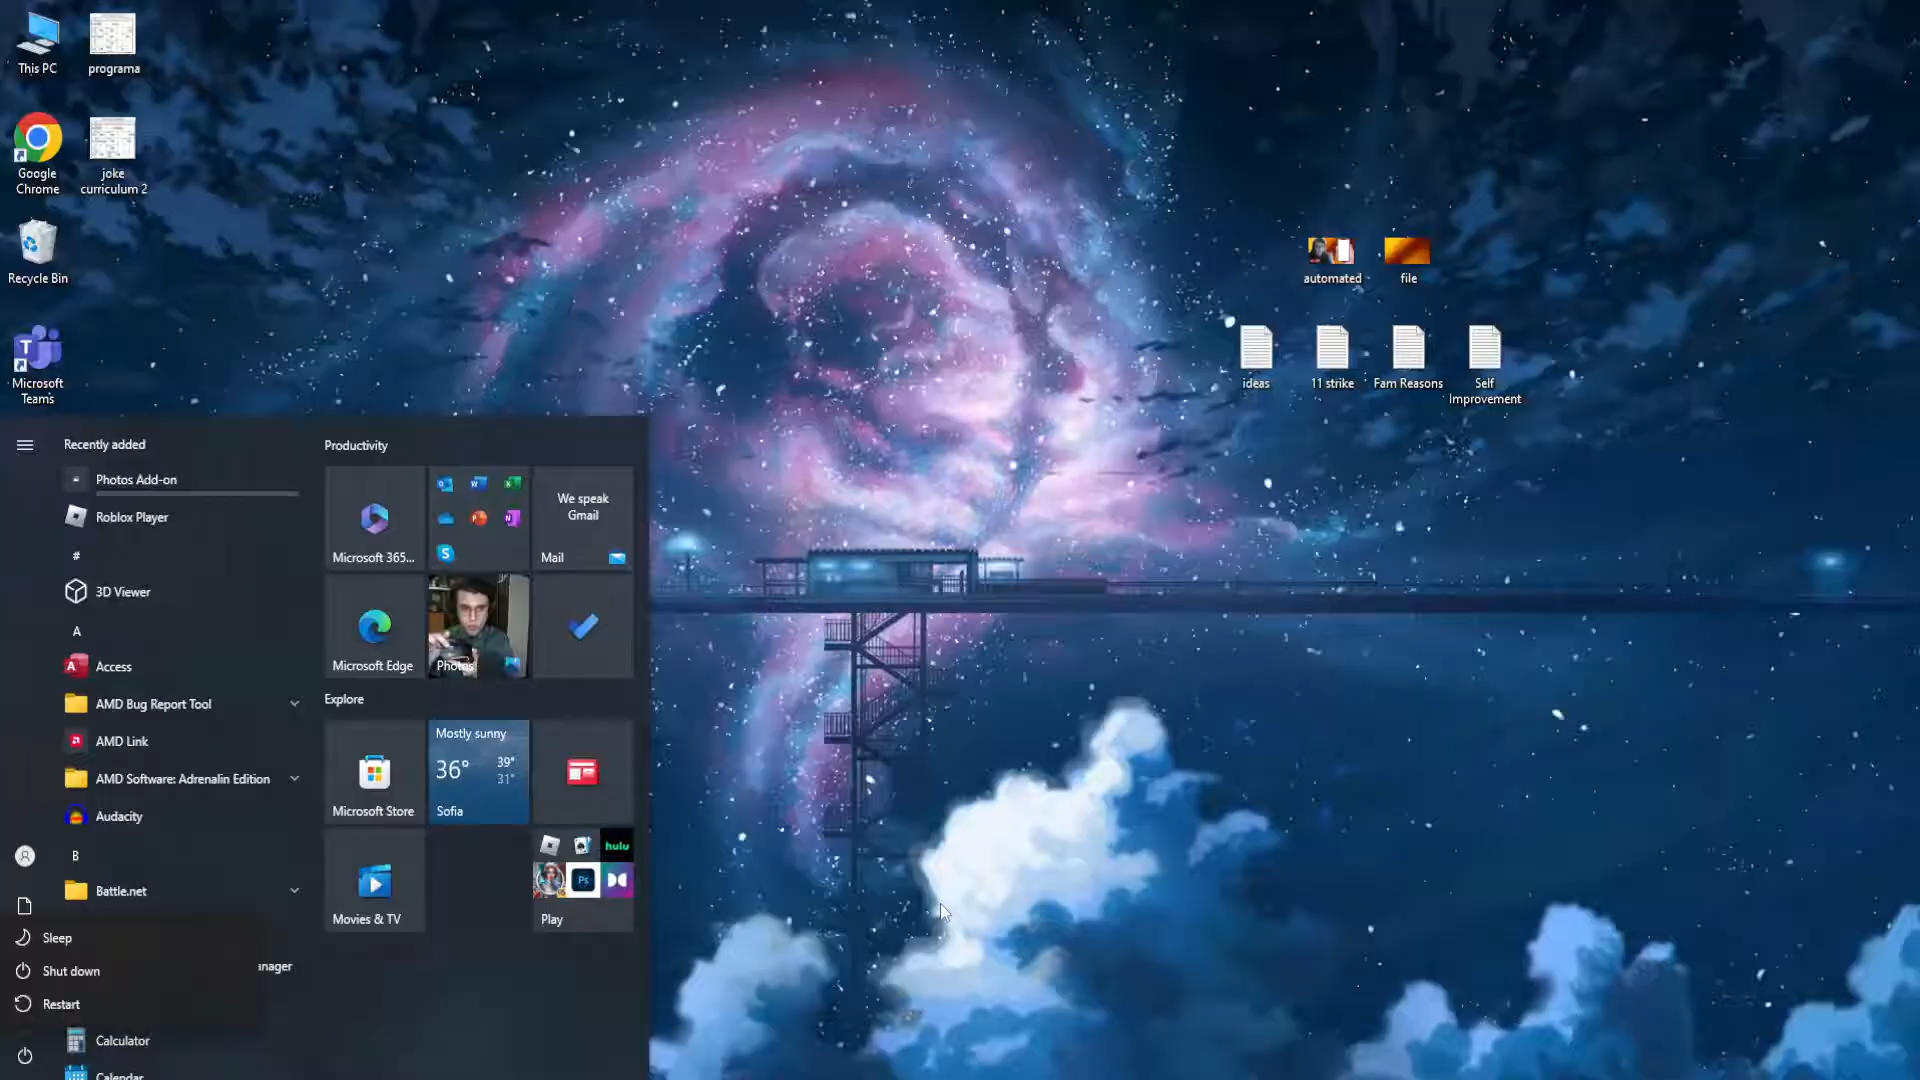 This PC
programa
Google
Chrome
joke
curriculum 2
Recycle Bin
Microsoft
Teams
automated
file
ideas
11 strike
Fam Reasons
Self
Improvement
Recently added
Photos Add-on
Roblox Player
#
3D Viewer
A
Access
AMD Bug Report Tool
AMD Link
AMD Software: Adrenalin Edition
Audacity
B
Battle.net
Sleep
Shut down
anager
Restart
Calculator
Calendar
Productivity
Microsoft 365...
We speak
Gmail
Mail
Microsoft Edge
Photos
Explore
Microsoft Store
Mostly sunny
36°
39°
31°
Sofia
Movies & TV
hulu
Ps
Play